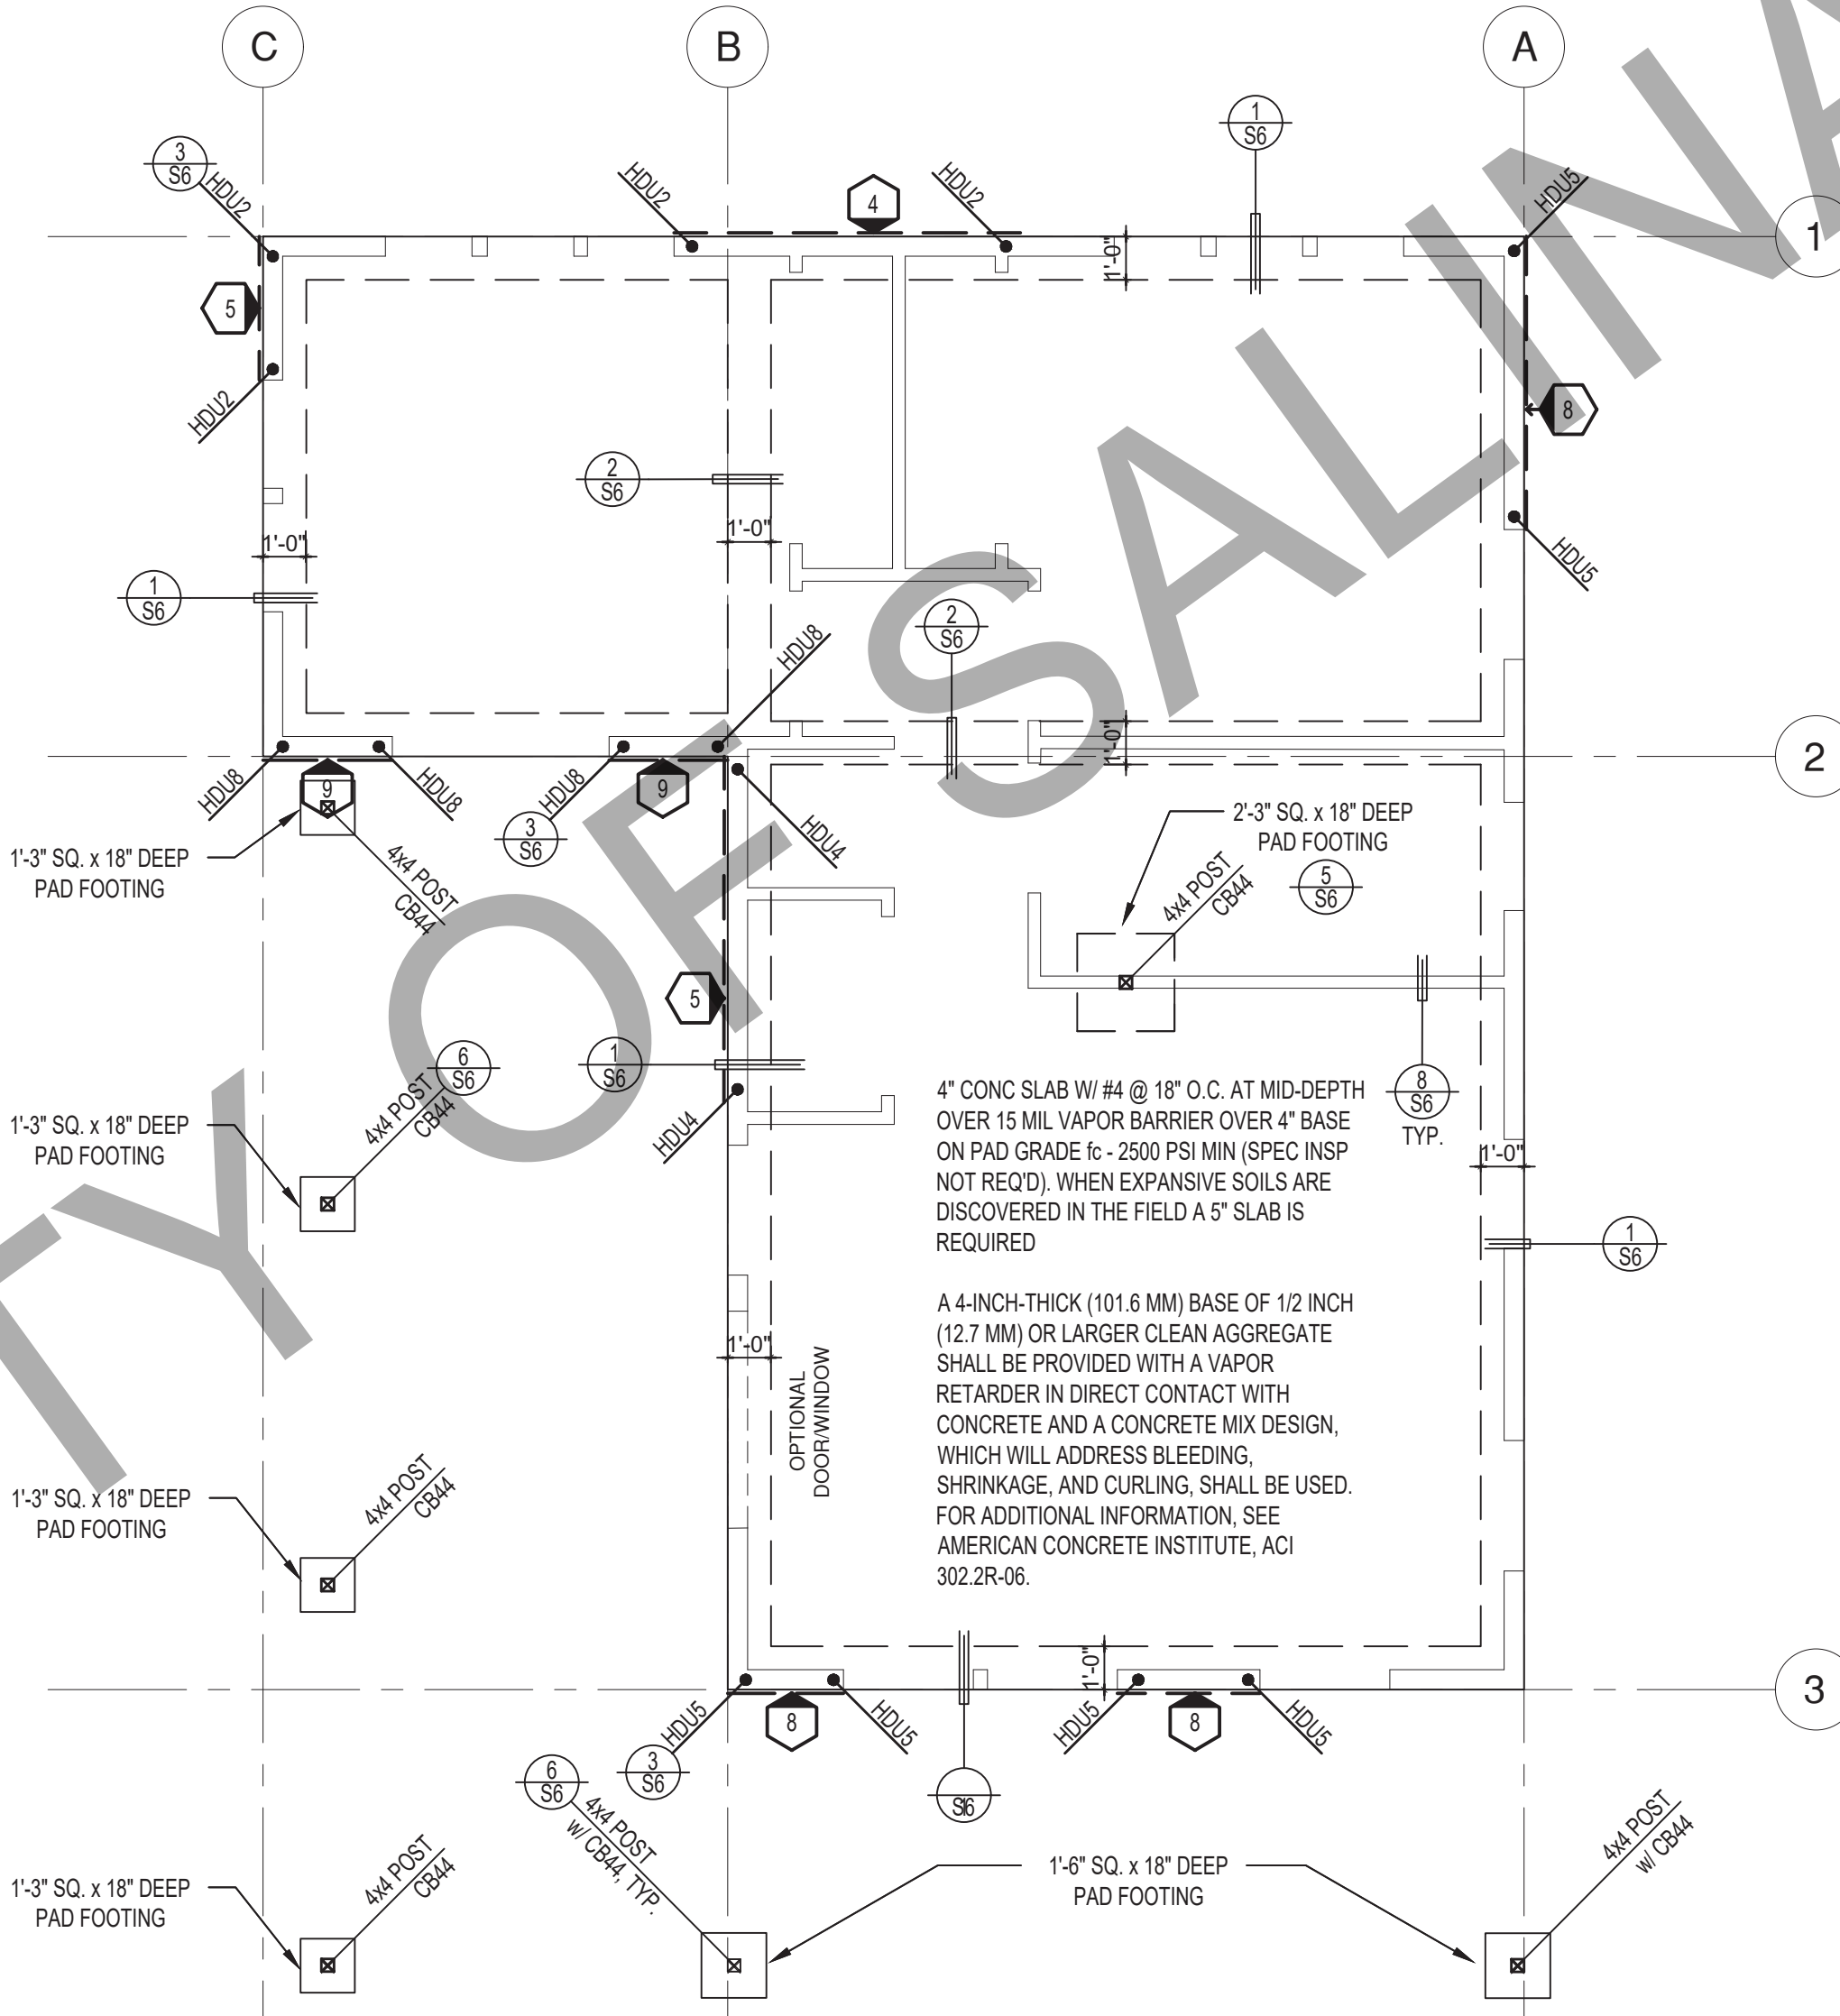 C
B
A
1
S6
3
S6
HDU2
HDU2
4
HDU2
HDU5
1
1'-0"
5
HDU2
8
2
S6
1'-0"
1'-0"
HDU5
1
S6
2
S6
HDU8
1'-0"
2
HDU8
9
HDU8
HDU8
9
3
S6
HDU4
1'-3" SQ. x 18" DEEP
PAD FOOTING
4x4 POST
CB44
2'-3" SQ. x 18" DEEP
PAD FOOTING
4x4 POST
CB44
5
S6
5
6
S6
1
S6
4x4 POST
CB44
1'-3" SQ. x 18" DEEP
PAD FOOTING
HDU4
8
S6
TYP.
1'-0"
4" CONC SLAB W/ #4 @ 18" O.C. AT MID-DEPTH
OVER 15 MIL VAPOR BARRIER OVER 4" BASE
ON PAD GRADE fc - 2500 PSI MIN (SPEC INSP
NOT REQ'D). WHEN EXPANSIVE SOILS ARE
DISCOVERED IN THE FIELD A 5" SLAB IS
REQUIRED
1
S6
A 4-INCH-THICK (101.6 MM) BASE OF 1/2 INCH
(12.7 MM) OR LARGER CLEAN AGGREGATE
SHALL BE PROVIDED WITH A VAPOR
RETARDER IN DIRECT CONTACT WITH
CONCRETE AND A CONCRETE MIX DESIGN,
WHICH WILL ADDRESS BLEEDING,
SHRINKAGE, AND CURLING, SHALL BE USED.
FOR ADDITIONAL INFORMATION, SEE
AMERICAN CONCRETE INSTITUTE, ACI
302.2R-06.
1'-0"
OPTIONAL
DOOR/WINDOW
1'-3" SQ. x 18" DEEP
PAD FOOTING
4x4 POST
CB44
1'-0"
3
HDU5
8
HDU5
HDU5
8
HDU5
3
S6
S6
6
S6
4x4 POST
w/ CB44, TYP.
1'-6" SQ. x 18" DEEP
PAD FOOTING
4x4 POST
w/ CB44
1'-3" SQ. x 18" DEEP
PAD FOOTING
4x4 POST
CB44
TY OF SALINA